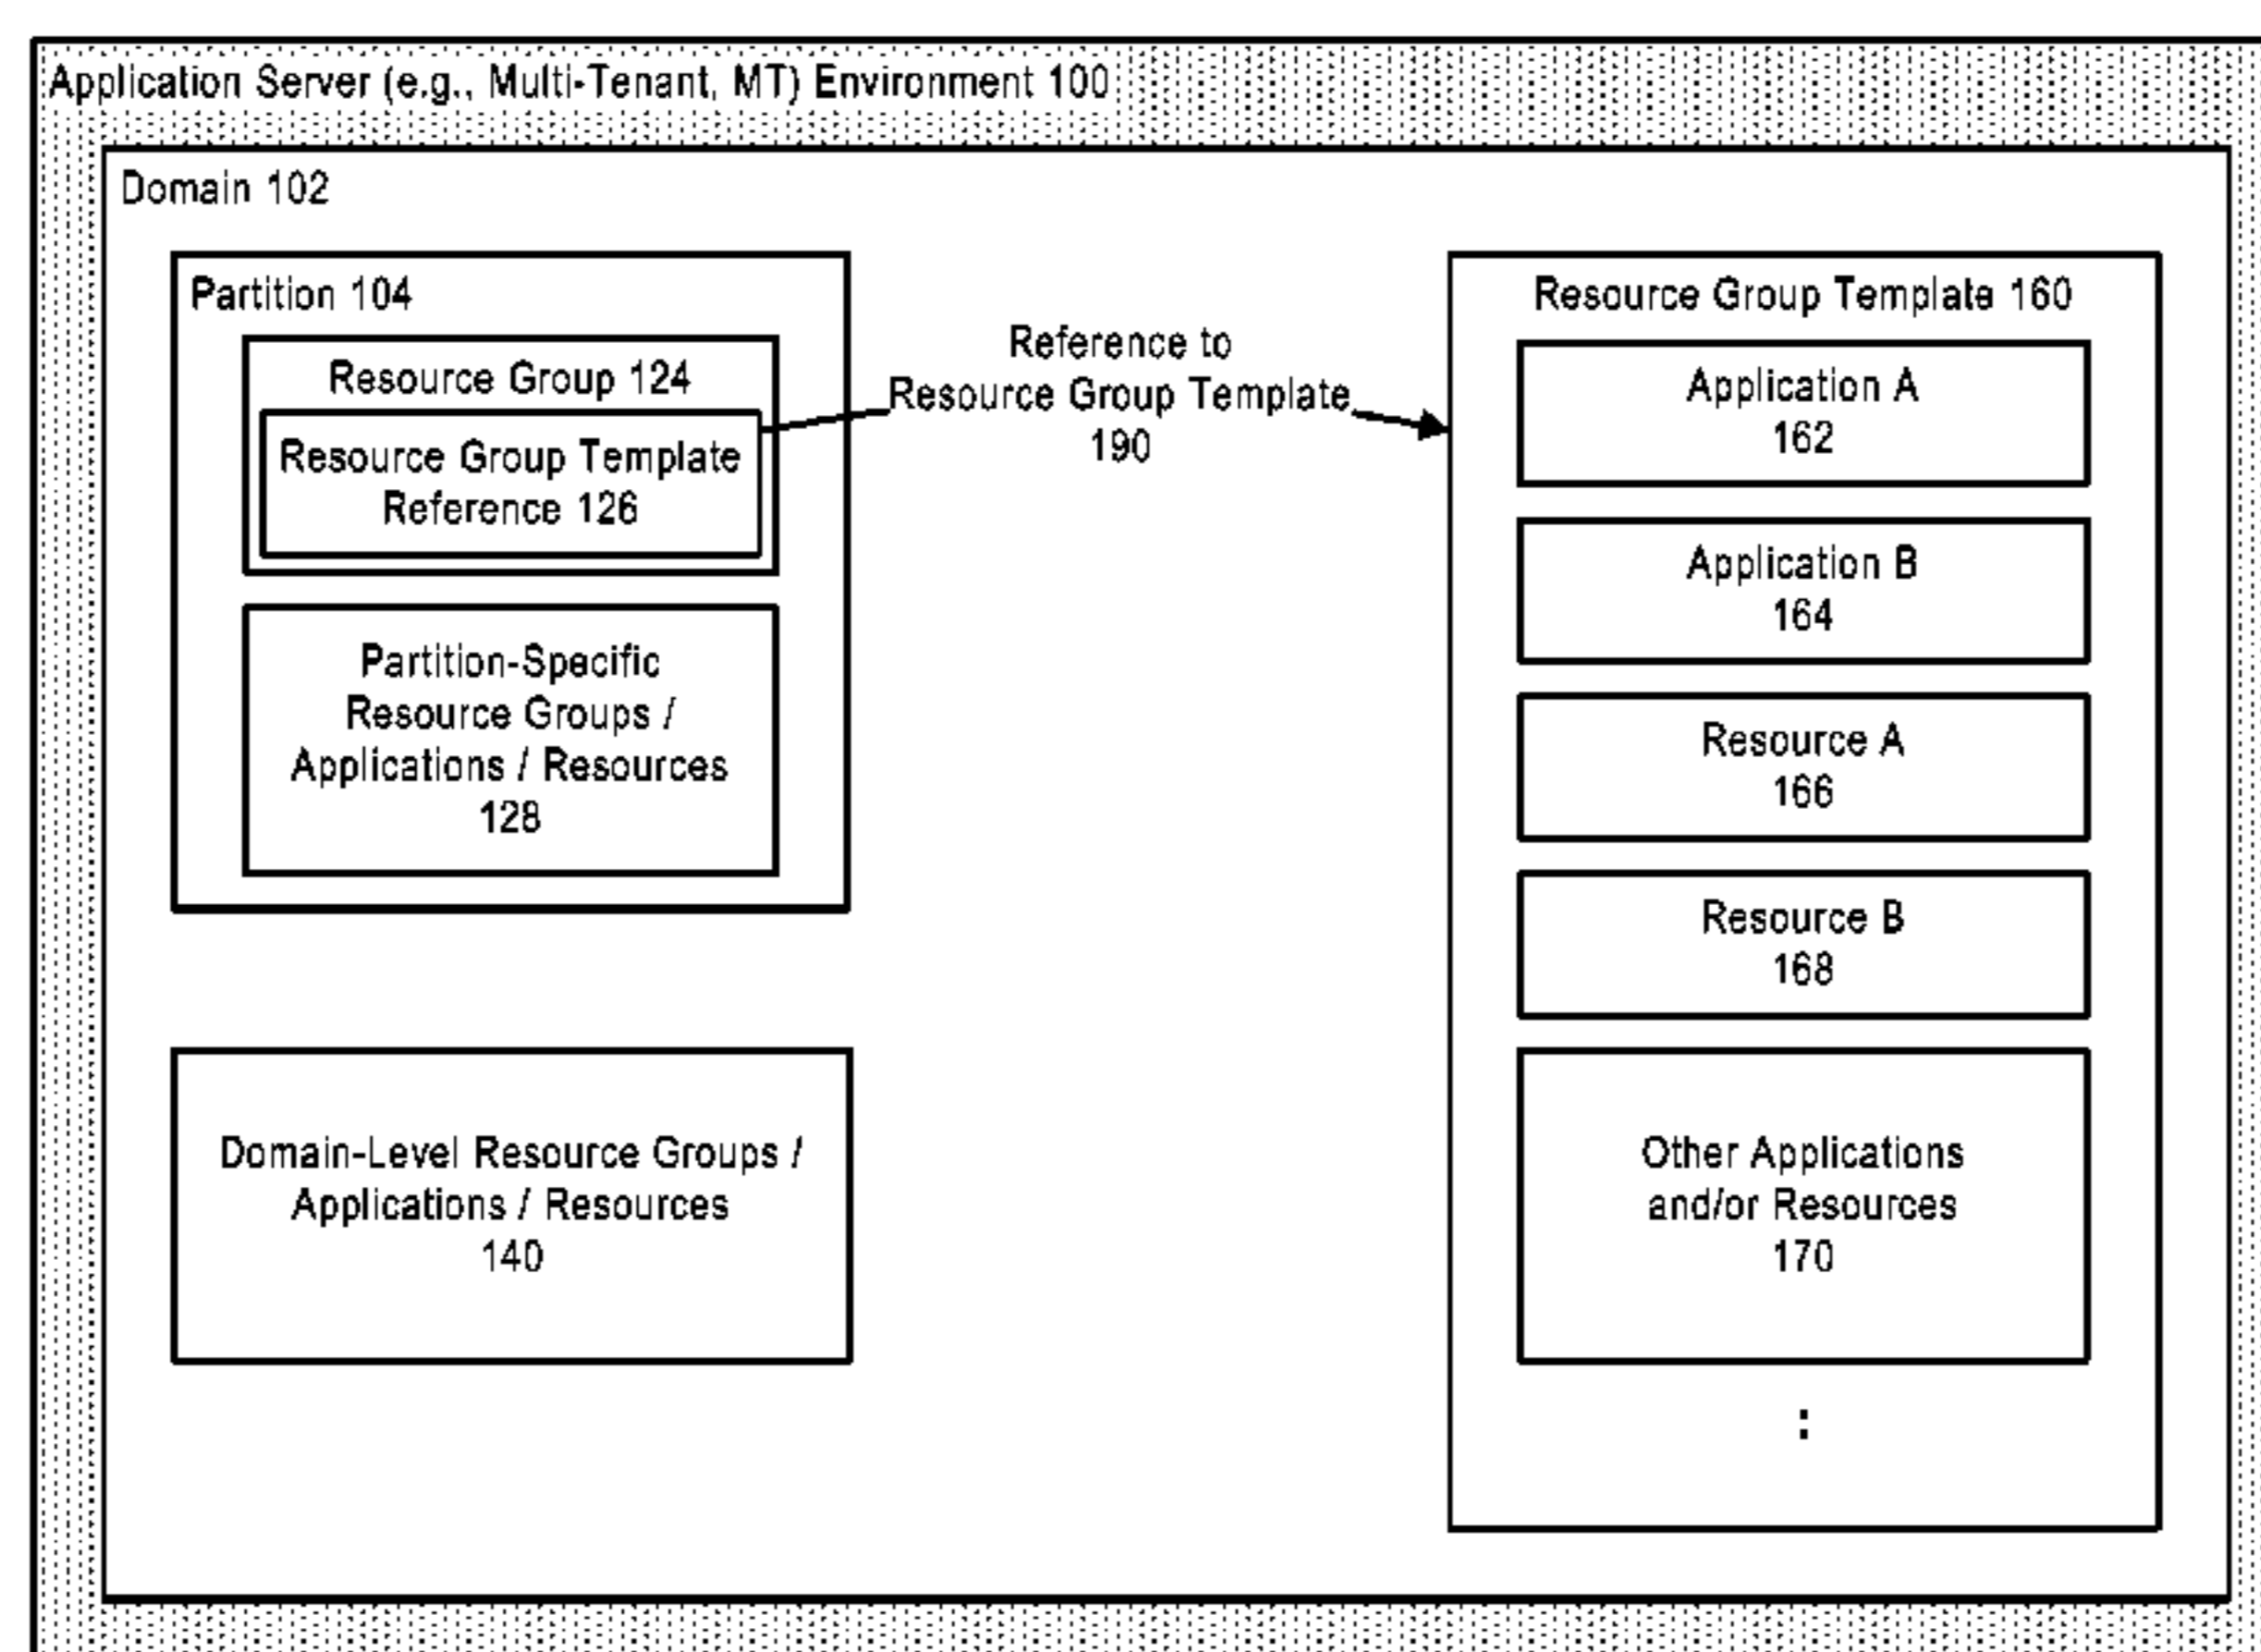 Application Server (e.g., Multi-Tenant, MT) Environment 100
Domain 102
Partition 104
Resource Group 124
Resource Group Template
Reference 126
Partition-Specific
Resource Groups /
Applications / Resources
128
Domain-Level Resource Groups /
Applications / Resources
140
Reference to
Resource Group Template
190
Resource Group Template 160
Application A
162
Application B
164
Resource A
166
Resource B
168
Other Applications
and/or Resources
170
: